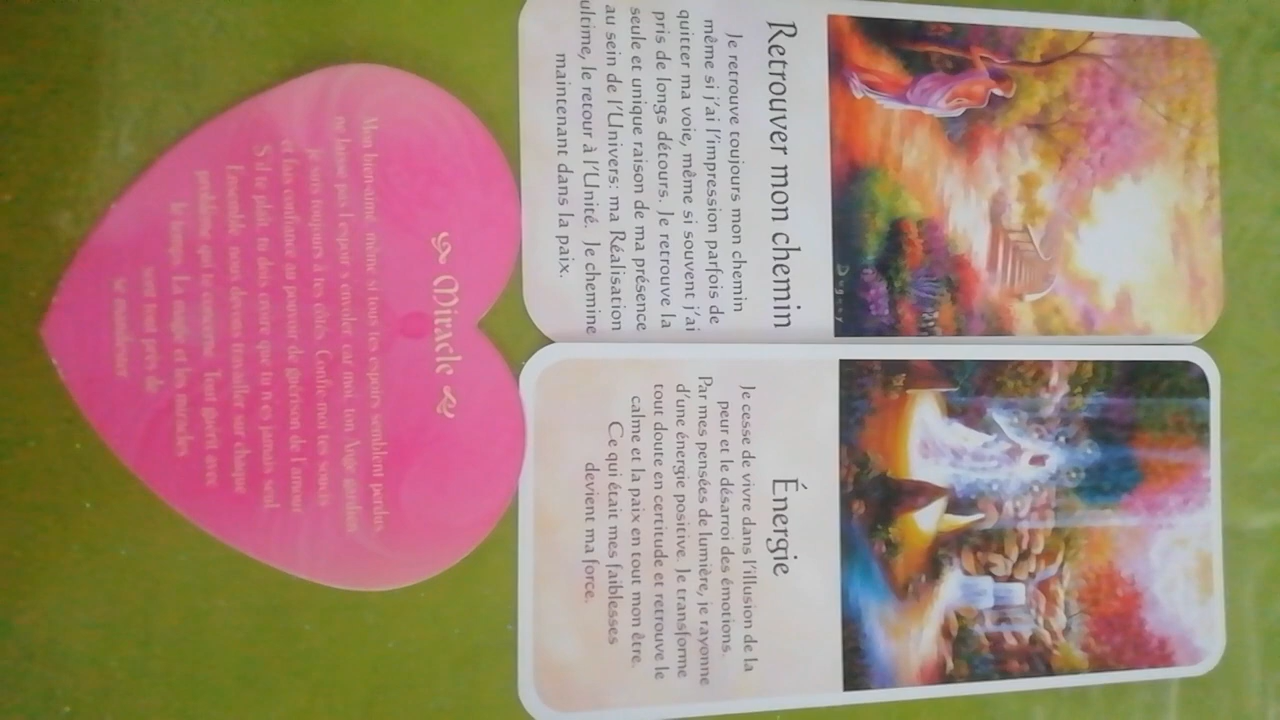 Retrouver mon chemin
Je retrouve toujours mon chemin
même si j'ai l'impression parfois de
quitter ma voie, même si souvent j'ai
pris de longs détours. Je retrouve la
seule et unique raison de ma présence
au sein de l'Univers: ma Réalisation
ultime, le retour à l'Unité. Je chemine
maintenant dans la paix.
Énergie
Je cesse de vivre dans l'illusion de la
peur et le désarroi des émotions.
Par mes pensées de lumière, je rayonne
d'une énergie positive. Je transforme
tout doute en certitude et retrouve le
calme et la paix en tout mon être.
Ce qui était mes faiblesses
devient ma force.
Miracle
Mon bien-aimé, même si tous tes espoirs semblent perdus
ne laisse pas l'espoir s'envoler car moi, ton Ange gardien
je suis toujours à tes côtés. Confie-moi tes soucis
et fais confiance au pouvoir de guérison de l'amour
S'il te plaît, tu dois croire que tu n'es jamais seul
Ensemble, nous devons travailler sur chaque
problème qui te concerne. Tout guérit avec
le temps. La magie et les miracles
sont tout près de
se manifester